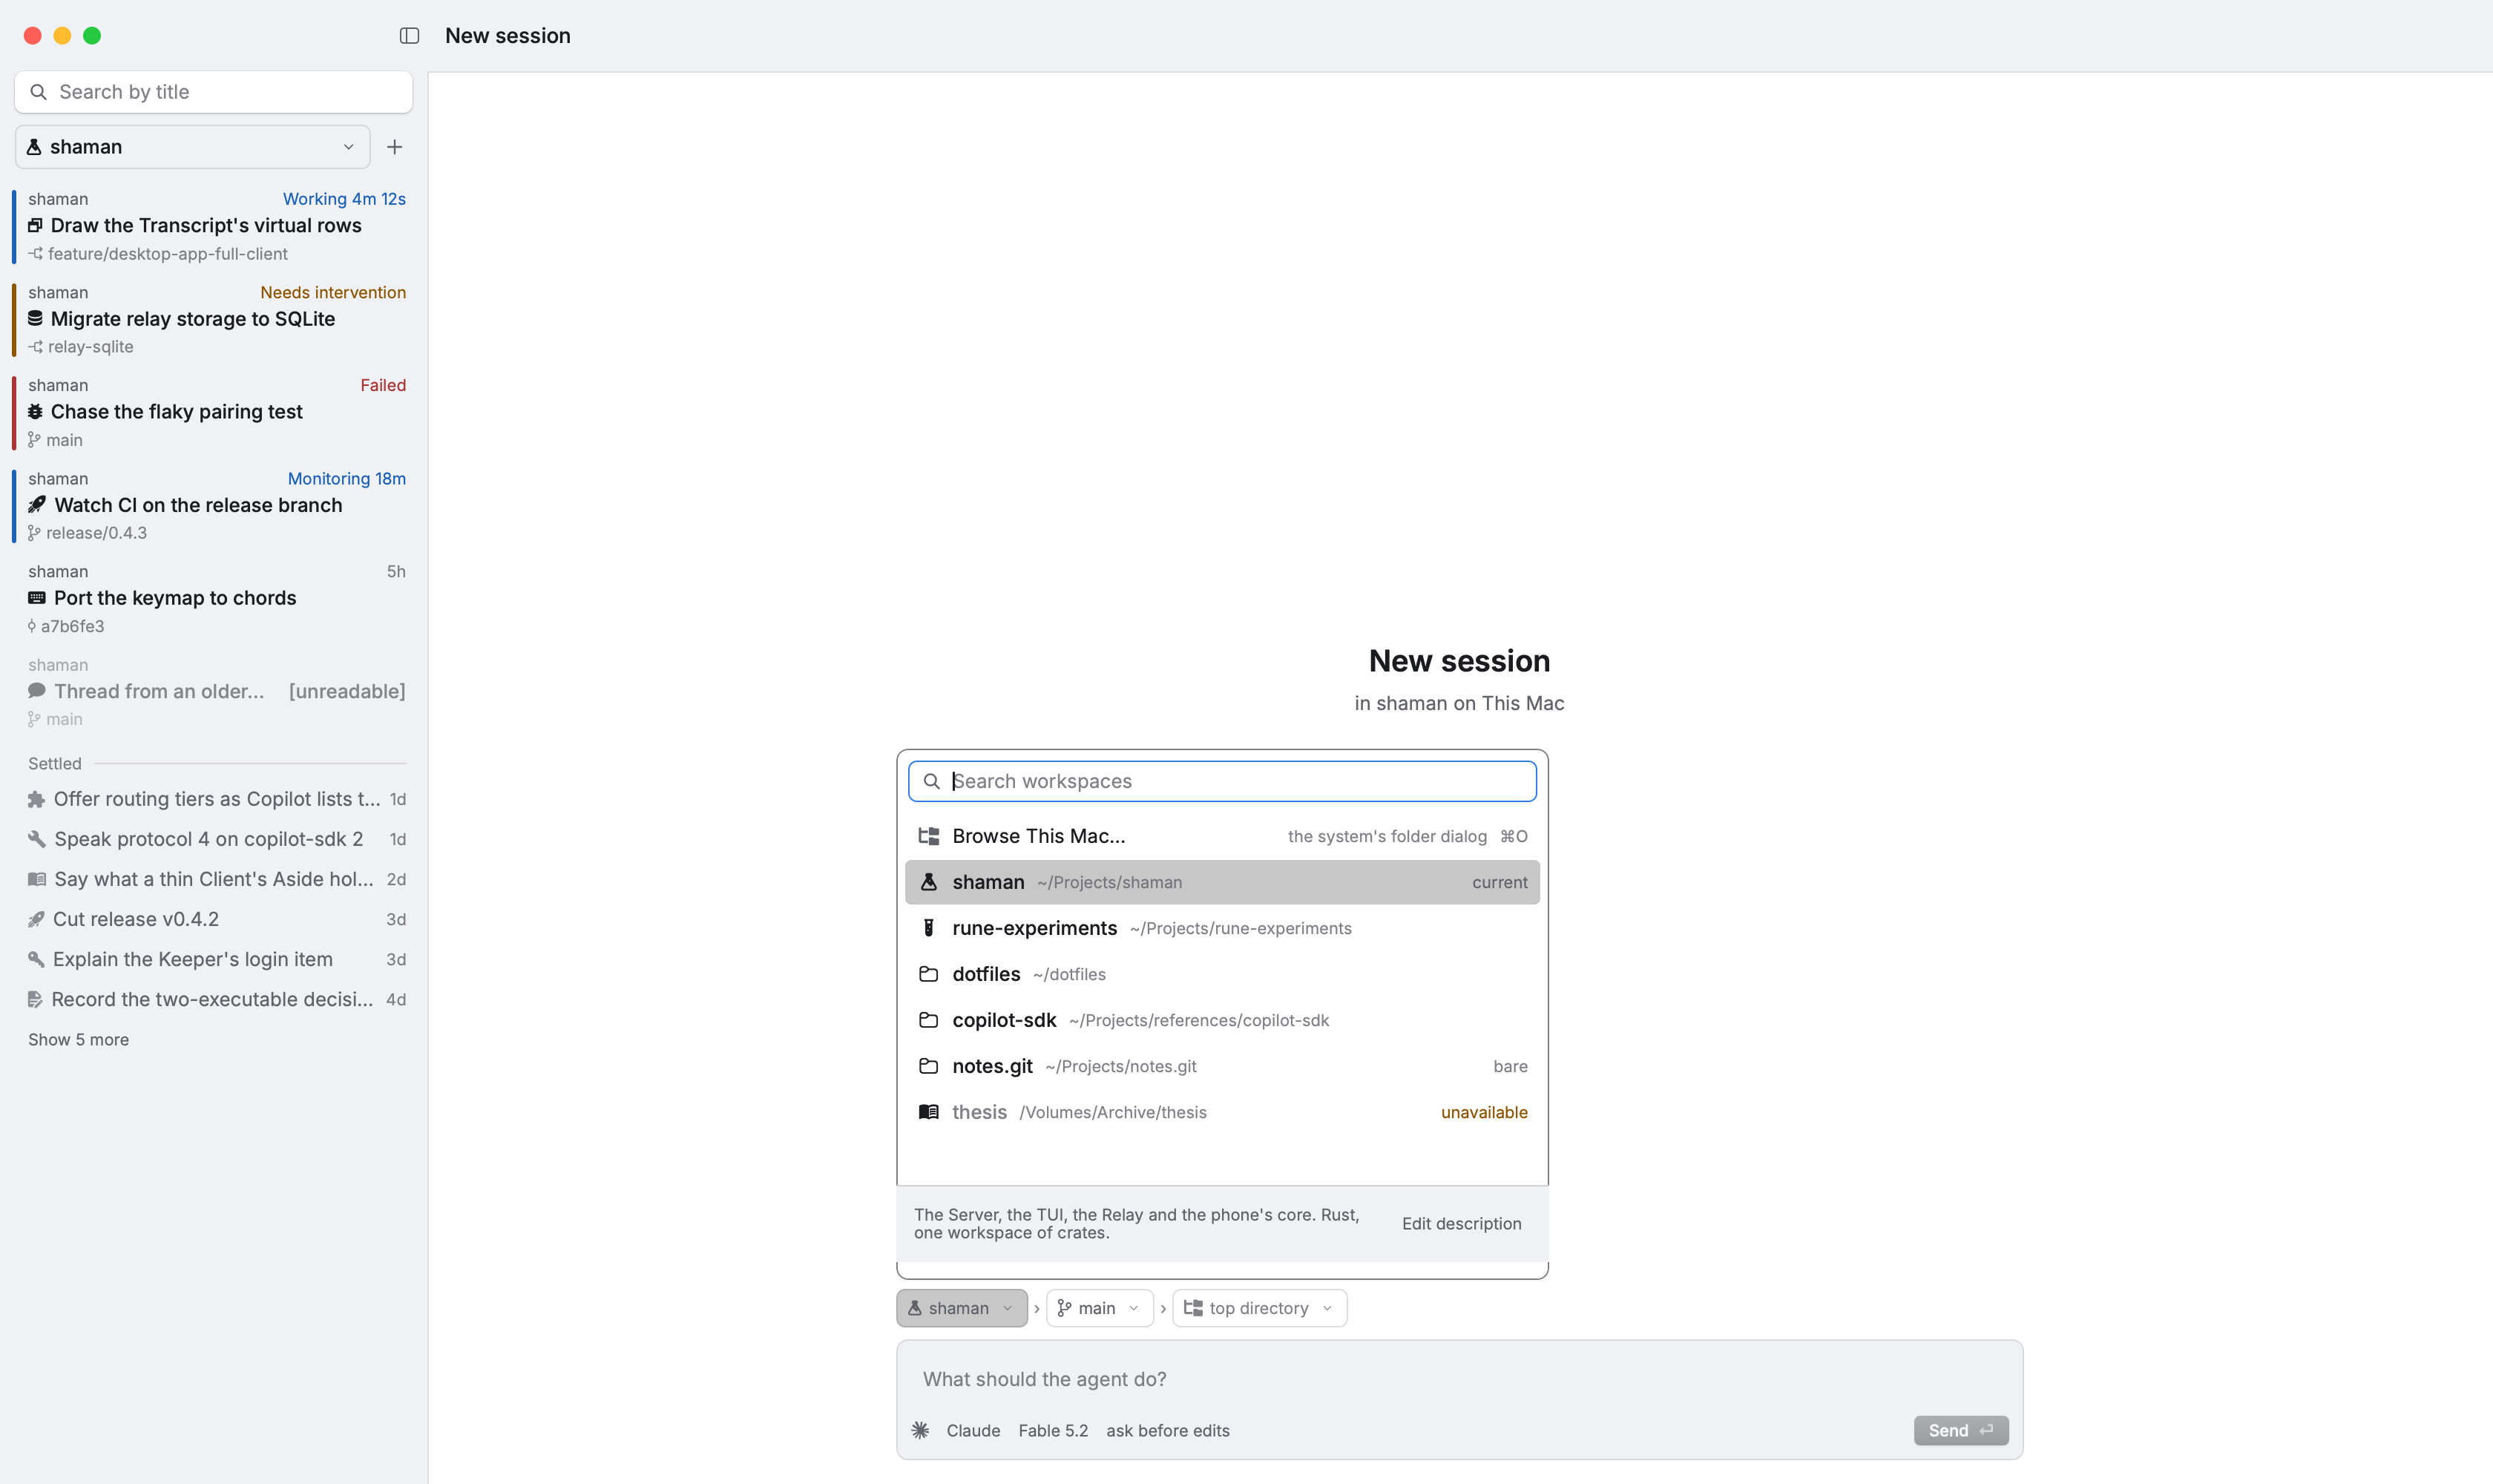 New session
Search by title
shaman
shaman Working 4m 12s
Draw the Transcript's virtual rows
feature/desktop-app-full-client
shaman Needs intervention
Migrate relay storage to SQLite
relay-sqlite
shaman Failed
Chase the flaky pairing test
main
shaman Monitoring 18m
Watch CI on the release branch
release/0.4.3
shaman 5h
Port the keymap to chords
a7b6fe3
shaman
Thread from an older... [unreadable]
main
Settled
Offer routing tiers as Copilot lists t... 1d
Speak protocol 4 on copilot-sdk 2 1d
Say what a thin Client's Aside hol... 2d
Cut release v0.4.2 3d
Explain the Keeper's login item 3d
Record the two-executable decisi... 4d
Show 5 more
New session
in shaman on This Mac
Search workspaces
Browse This Mac... the system's folder dialog ⌘O
shaman ~/Projects/shaman current
rune-experiments ~/Projects/rune-experiments
dotfiles ~/dotfiles
copilot-sdk ~/Projects/references/copilot-sdk
notes.git ~/Projects/notes.git bare
thesis /Volumes/Archive/thesis unavailable
The Server, the TUI, the Relay and the phone's core. Rust,
one workspace of crates.
Edit description
shaman › main › top directory
What should the agent do?
Claude Fable 5.2 ask before edits
Send